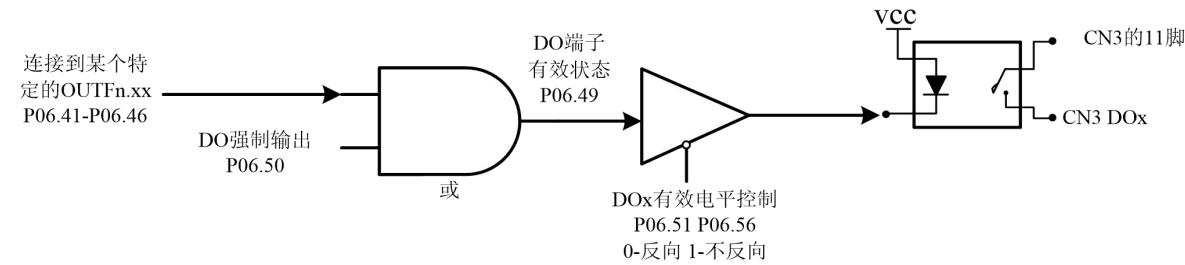 连接到某个特
定的OUTFn.xx
P06.41-P06.46
DO强制输出
P06.50
或
DO端子
有效状态
P06.49
DOx有效电平控制
P06.51 P06.56
0-反向 1-不反向
vcc
CN3的11脚
CN3 DOx